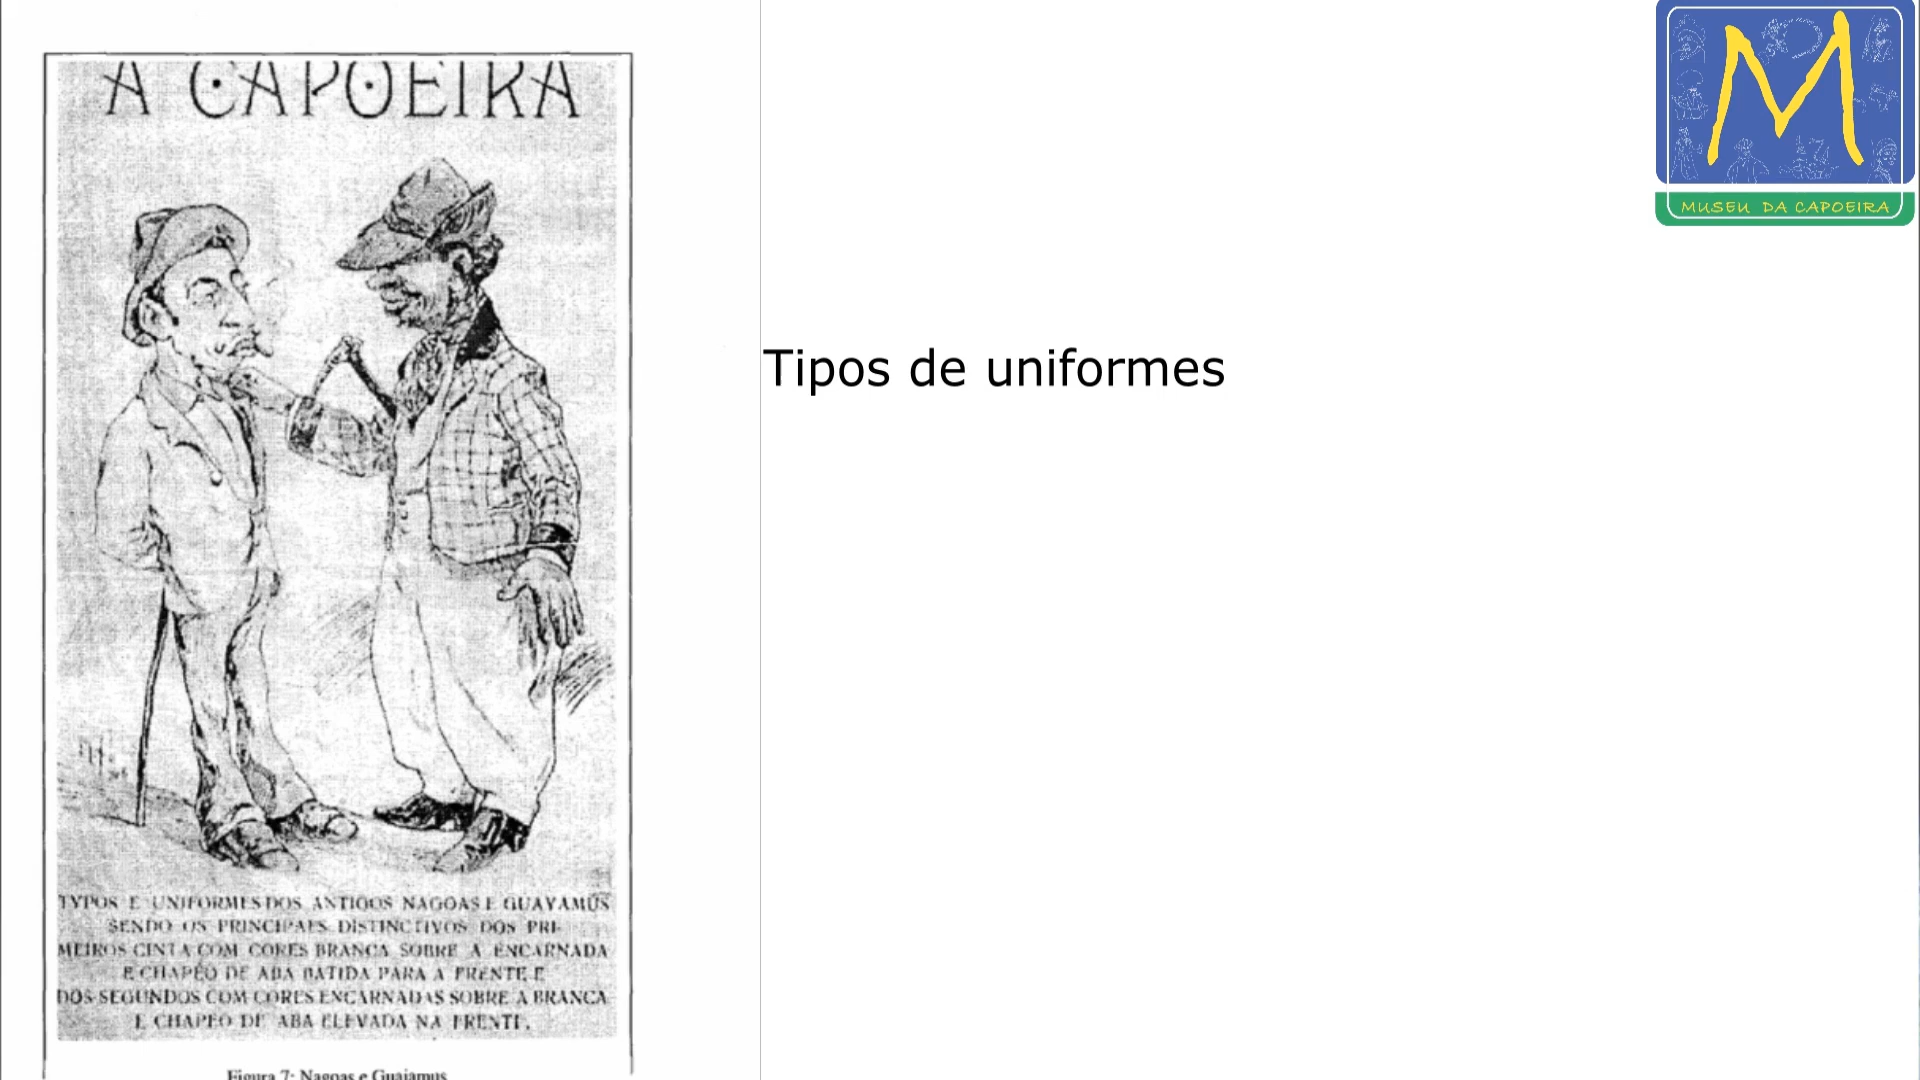 A CAPOEIRA
TYPOS E UNIFORMES DOS ANTIGOS NAGOAS E GUAYAMÚS
SENDO OS PRINCIPAES DISTINCTIVOS DOS PRI-
MEIROS CINTA COM CORES BRANCA SOBRE A ENCARNADA
E CHAPÉO DE ABA BATIDA PARA A FRENTE E
DOS SEGUNDOS COM CORES ENCARNADAS SOBRE A BRANCA
E CHAPÉO DE ABA ELEVADA NA FRENTE.
Figura 7: Nagoas e Guaiamus
Tipos de uniformes
M
MUSEU DA CAPOEIRA